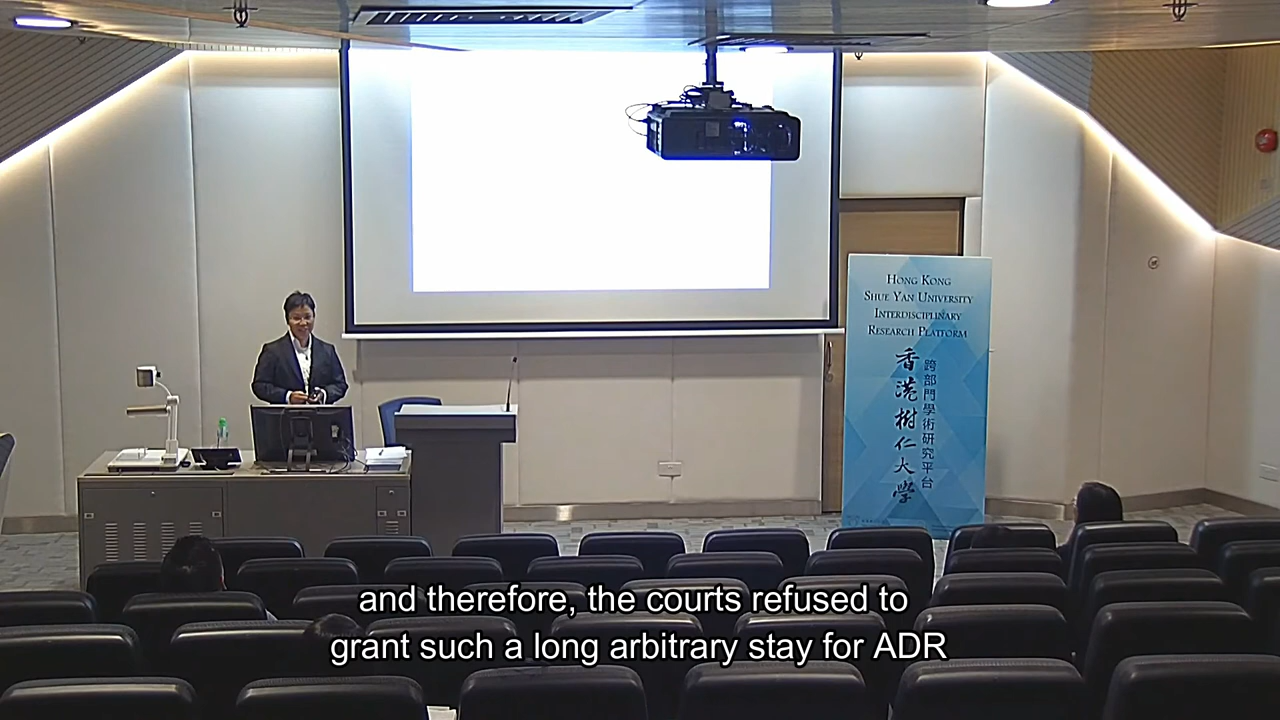 HONG KONG
SHUE YAN UNIVERSITY
INTERDISCIPLINARY
RESEARCH PLATFORM
香港樹仁大學
跨部門學術研究平台
and therefore, the courts refused to
grant such a long arbitrary stay for ADR